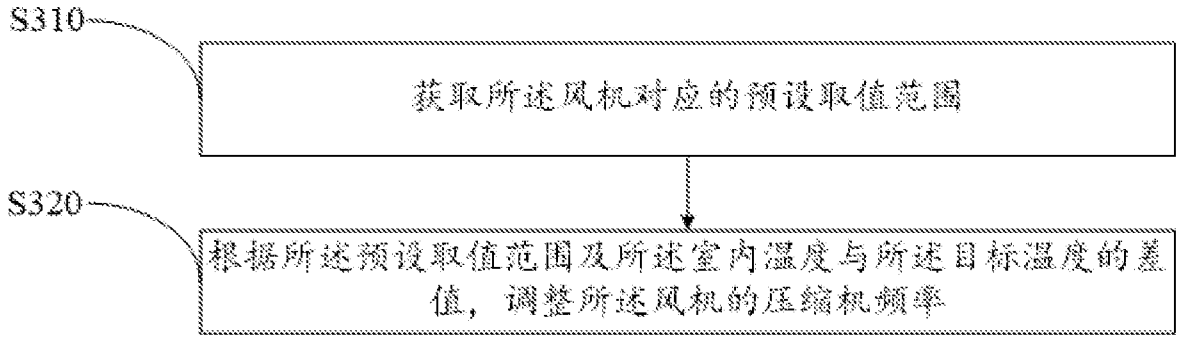 S310
获取所述风机对应的预设取值范围
S320
根据所述预设取值范围及所述室内温度与所述目标温度的差
值，调整所述风机的压缩机频率